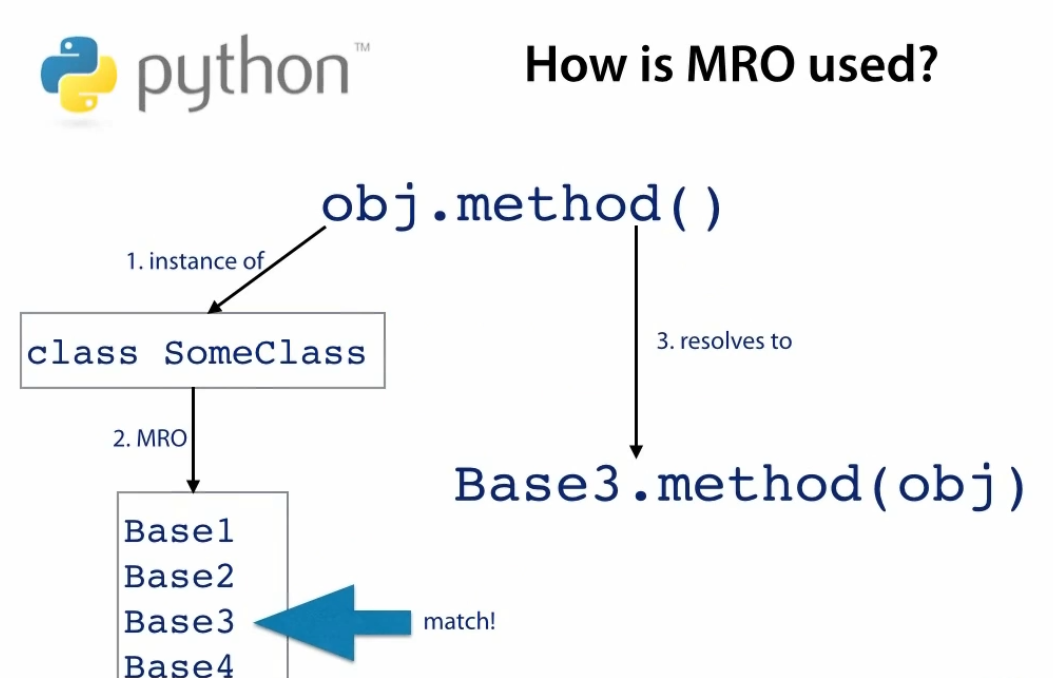 python™
How is MRO used?
obj.method()
1. instance of
class SomeClass
3. resolves to
2. MRO
Base3.method(obj)
Base1
Base2
Base3
match!
Base4